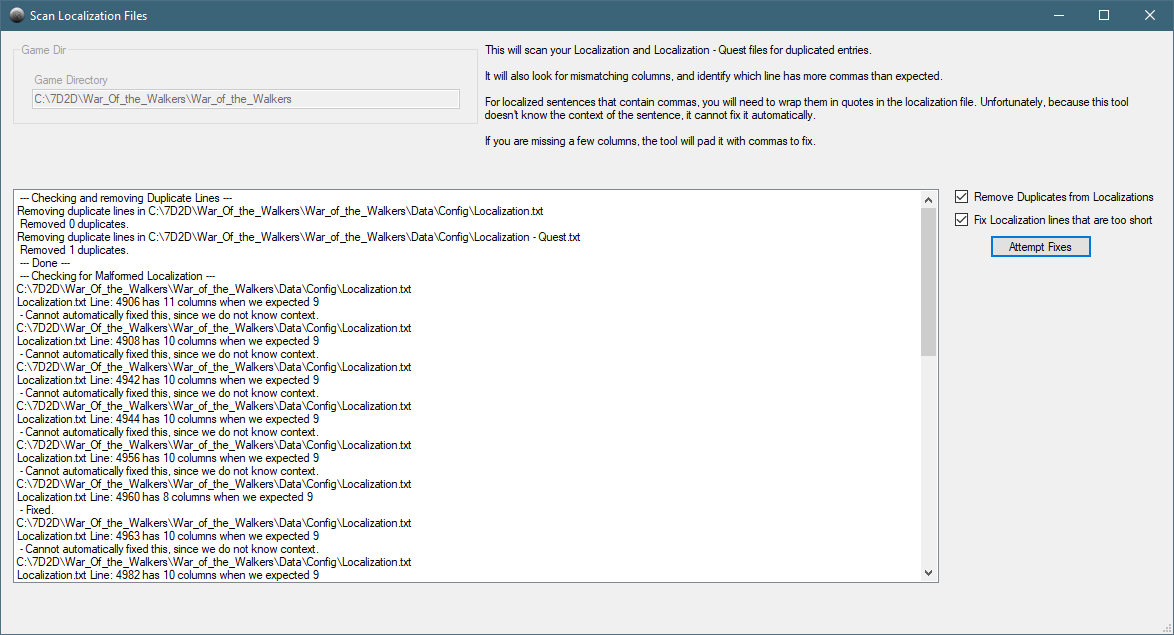 Scan Localization Files
Game Dir
Game Directory
C:\7D2D\War_Of_the_Walkers\War_of_the_Walkers
This will scan your Localization and Localization - Quest files for duplicated entries.
It will also look for mismatching columns, and identify which line has more commas than expected.
For localized sentences that contain commas, you will need to wrap them in quotes in the localization file. Unfortunately, because this tool
doesn't know the context of the sentence, it cannot fix it automatically.
If you are missing a few columns, the tool will pad it with commas to fix.
--- Checking and removing Duplicate Lines ---
Removing duplicate lines in C:\7D2D\War_Of_the_Walkers\War_of_the_Walkers\Data\Config\Localization.txt
Removed 0 duplicates.
Removing duplicate lines in C:\7D2D\War_Of_the_Walkers\War_of_the_Walkers\Data\Config\Localization - Quest.txt
Removed 1 duplicates.
--- Done ---
--- Checking for Malformed Localization ---
C:\7D2D\War_Of_the_Walkers\War_of_the_Walkers\Data\Config\Localization.txt
Localization.txt Line: 4906 has 11 columns when we expected 9
- Cannot automatically fixed this, since we do not know context.
C:\7D2D\War_Of_the_Walkers\War_of_the_Walkers\Data\Config\Localization.txt
Localization.txt Line: 4908 has 10 columns when we expected 9
- Cannot automatically fixed this, since we do not know context.
C:\7D2D\War_Of_the_Walkers\War_of_the_Walkers\Data\Config\Localization.txt
Localization.txt Line: 4942 has 10 columns when we expected 9
- Cannot automatically fixed this, since we do not know context.
C:\7D2D\War_Of_the_Walkers\War_of_the_Walkers\Data\Config\Localization.txt
Localization.txt Line: 4944 has 10 columns when we expected 9
- Cannot automatically fixed this, since we do not know context.
C:\7D2D\War_Of_the_Walkers\War_of_the_Walkers\Data\Config\Localization.txt
Localization.txt Line: 4956 has 10 columns when we expected 9
- Cannot automatically fixed this, since we do not know context.
C:\7D2D\War_Of_the_Walkers\War_of_the_Walkers\Data\Config\Localization.txt
Localization.txt Line: 4960 has 8 columns when we expected 9
- Fixed.
C:\7D2D\War_Of_the_Walkers\War_of_the_Walkers\Data\Config\Localization.txt
Localization.txt Line: 4963 has 10 columns when we expected 9
- Cannot automatically fixed this, since we do not know context.
C:\7D2D\War_Of_the_Walkers\War_of_the_Walkers\Data\Config\Localization.txt
Localization.txt Line: 4982 has 10 columns when we expected 9
Remove Duplicates from Localizations
Fix Localization lines that are too short
Attempt Fixes